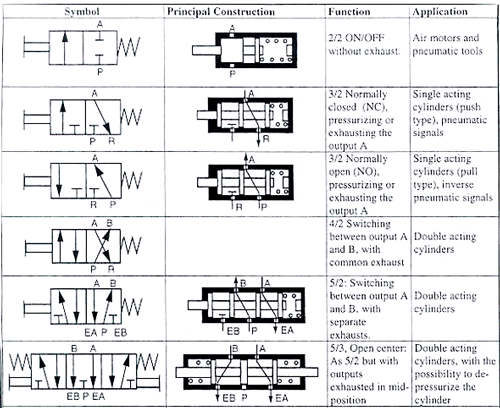 Symbol Principal Construction Function Application
A
P
A
P
2/2 ON/OFF
without exhaust.
Air motors and
pneumatic tools
A
P R
A
R
3/2 Normally
closed (NC),
pressurizing or
exhausting the
output A
Single acting
cylinders (push
type), pneumatic
signals
A
R P
A
R P
3/2 Normally
open (NO),
pressurizing or
exhausting the
output A
Single acting
cylinders (pull
type), inverse
pneumatic signals
A B
P R
4/2 Switching
between output A
and B, with
common exhaust
Double acting
cylinders
A B
EA P EB
B A
EB P EA
5/2: Switching
between output A
and B, with
separate
exhausts.
Double acting
cylinders
B A
EB P EA
B A
EB P EA
5/3, Open center:
As 5/2 but with
outputs
exhausted in mid-
position
Double acting
cylinders, with the
possibility to de-
pressurize the
cylinder